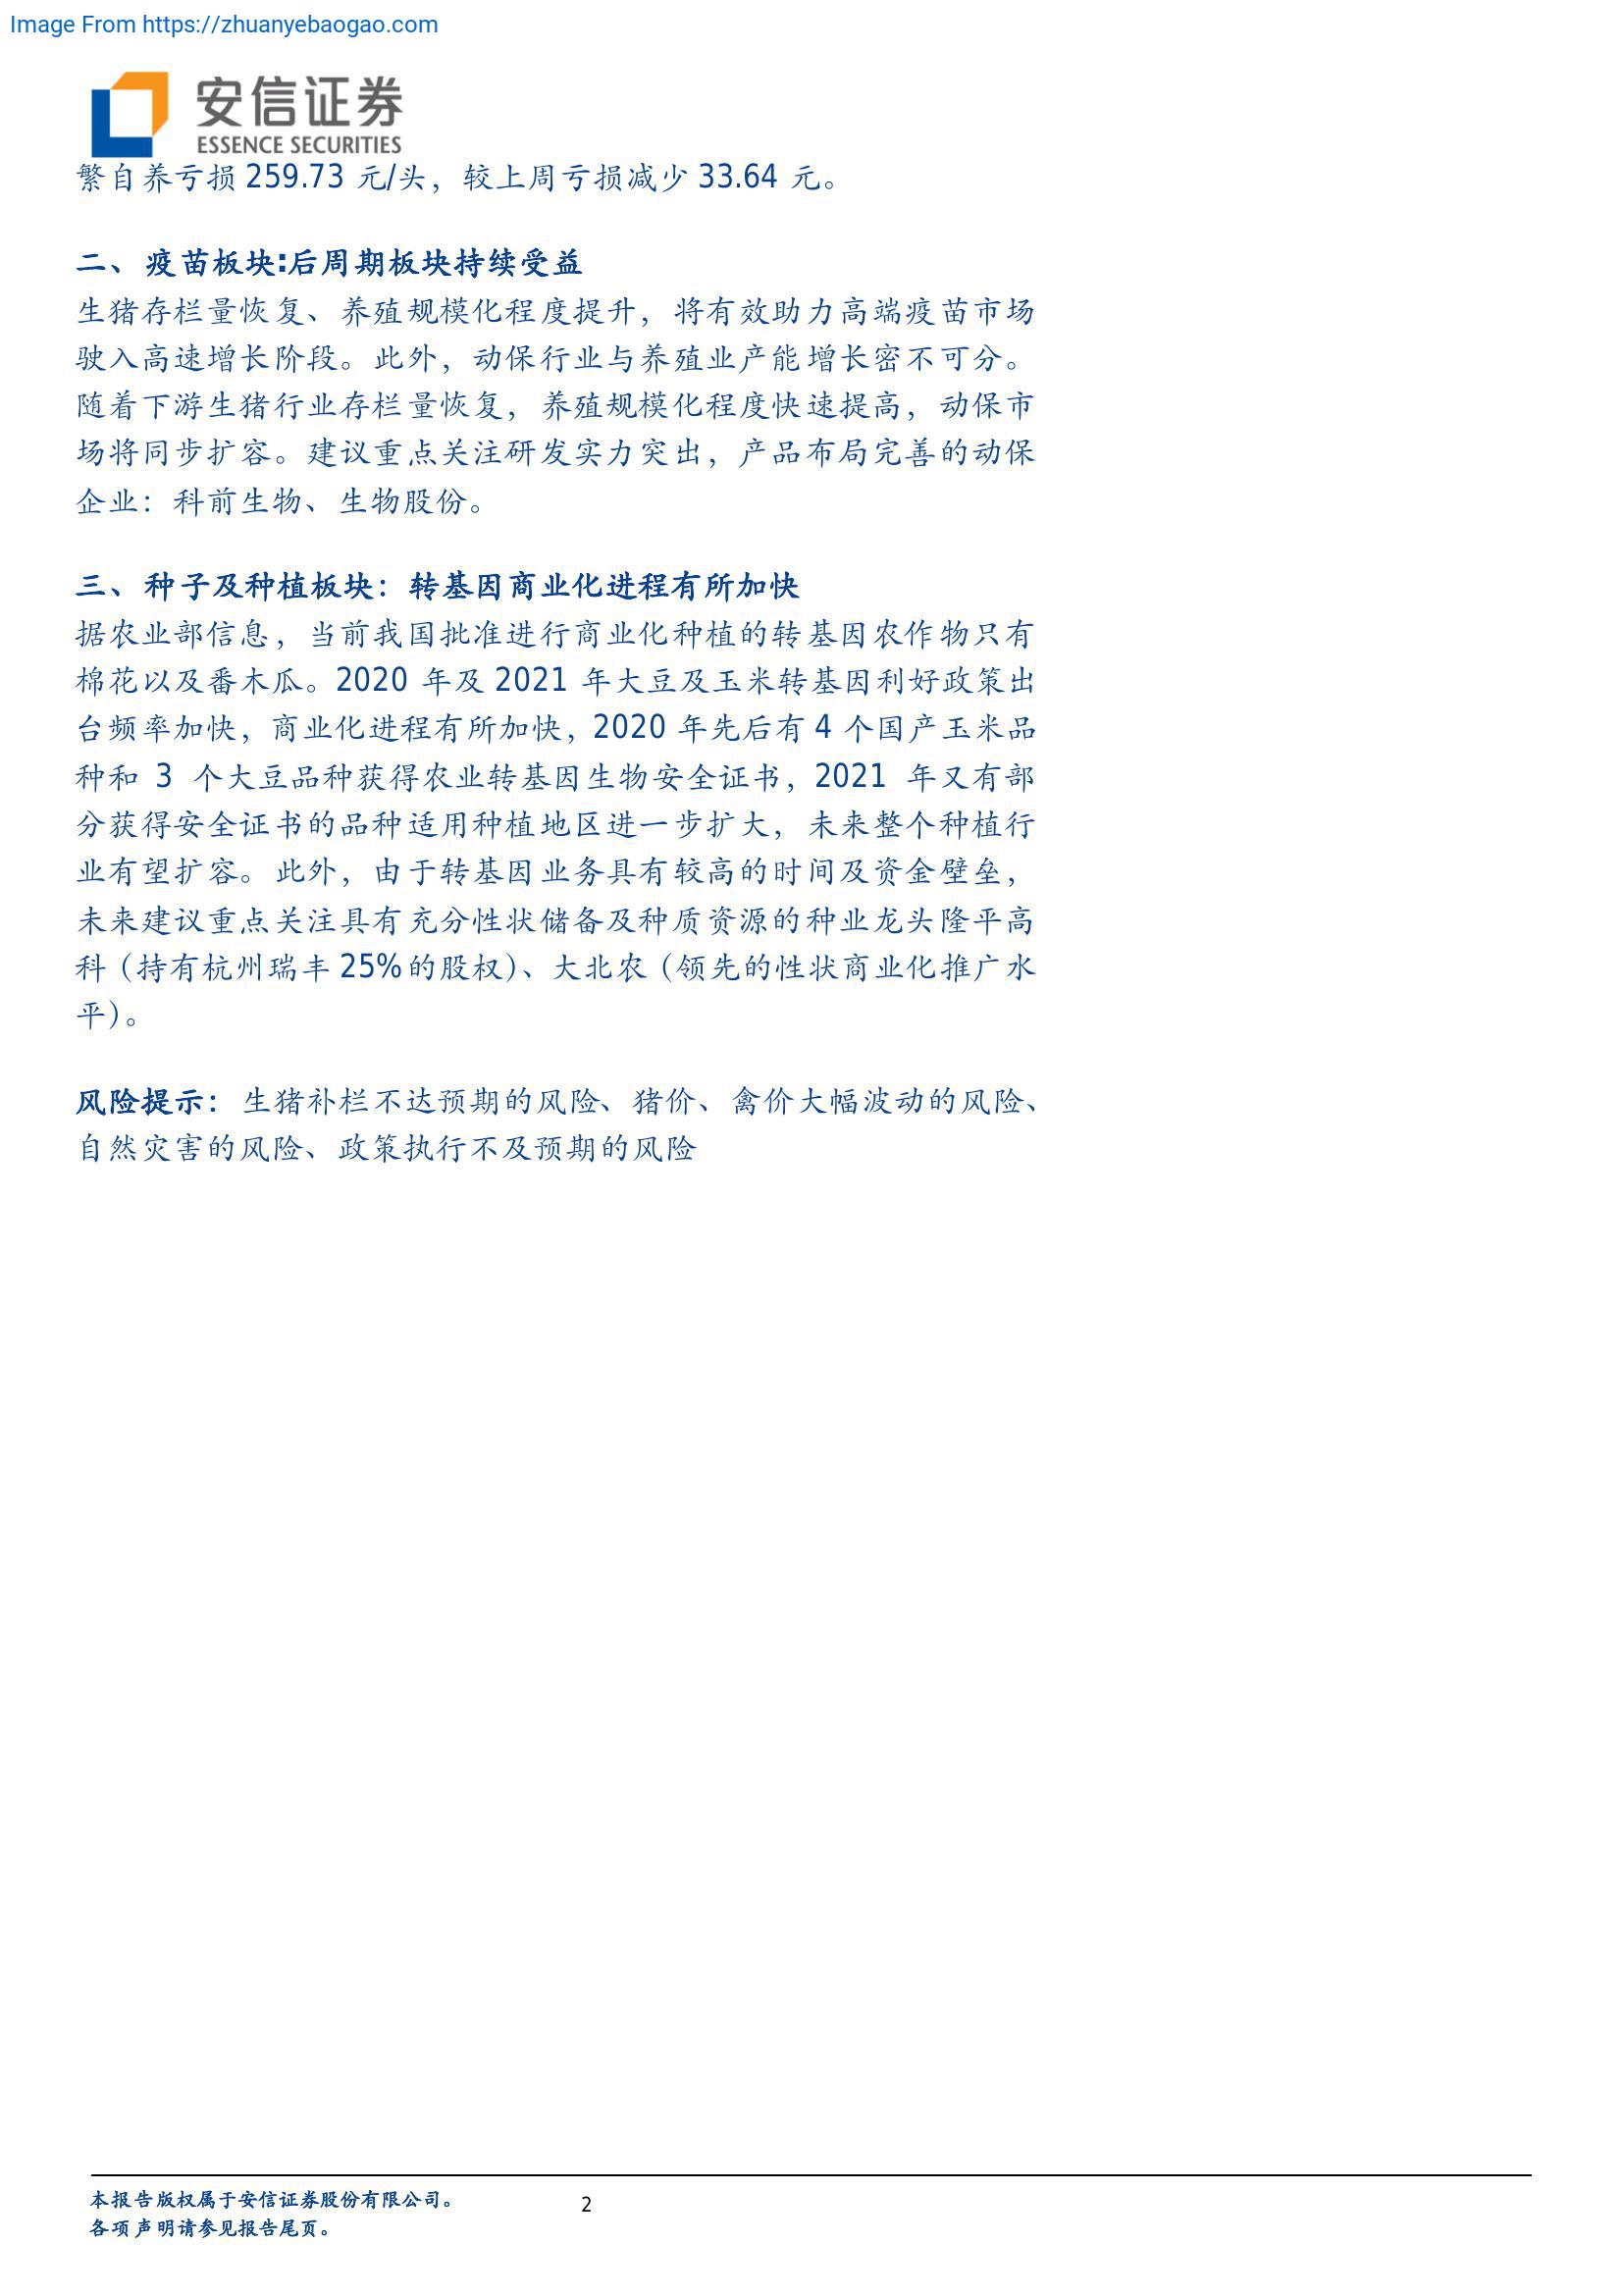 Image From https://zhuanyebaogao.com
安信证券
ESSENCE SECURITIES
繁自养亏损 259.73 元/头，较上周亏损减少 33.64 元。
二、疫苗板块:后周期板块持续受益
生猪存栏量恢复、养殖规模化程度提升，将有效助力高端疫苗市场
驶入高速增长阶段。此外，动保行业与养殖业产能增长密不可分。
随着下游生猪行业存栏量恢复，养殖规模化程度快速提高，动保市
场将同步扩容。建议重点关注研发实力突出，产品布局完善的动保
企业：科前生物、生物股份。
三、种子及种植板块：转基因商业化进程有所加快
据农业部信息，当前我国批准进行商业化种植的转基因农作物只有
棉花以及番木瓜。2020 年及 2021 年大豆及玉米转基因利好政策出
台频率加快，商业化进程有所加快，2020 年先后有 4 个国产玉米品
种和 3 个大豆品种获得农业转基因生物安全证书，2021 年又有部
分获得安全证书的品种适用种植地区进一步扩大，未来整个种植行
业有望扩容。此外，由于转基因业务具有较高的时间及资金壁垒，
未来建议重点关注具有充分性状储备及种质资源的种业龙头隆平高
科（持有杭州瑞丰 25%的股权）、大北农（领先的性状商业化推广水
平）。
风险提示：生猪补栏不达预期的风险、猪价、禽价大幅波动的风险、
自然灾害的风险、政策执行不及预期的风险
本报告版权属于安信证券股份有限公司。
2
各项声明请参见报告尾页。